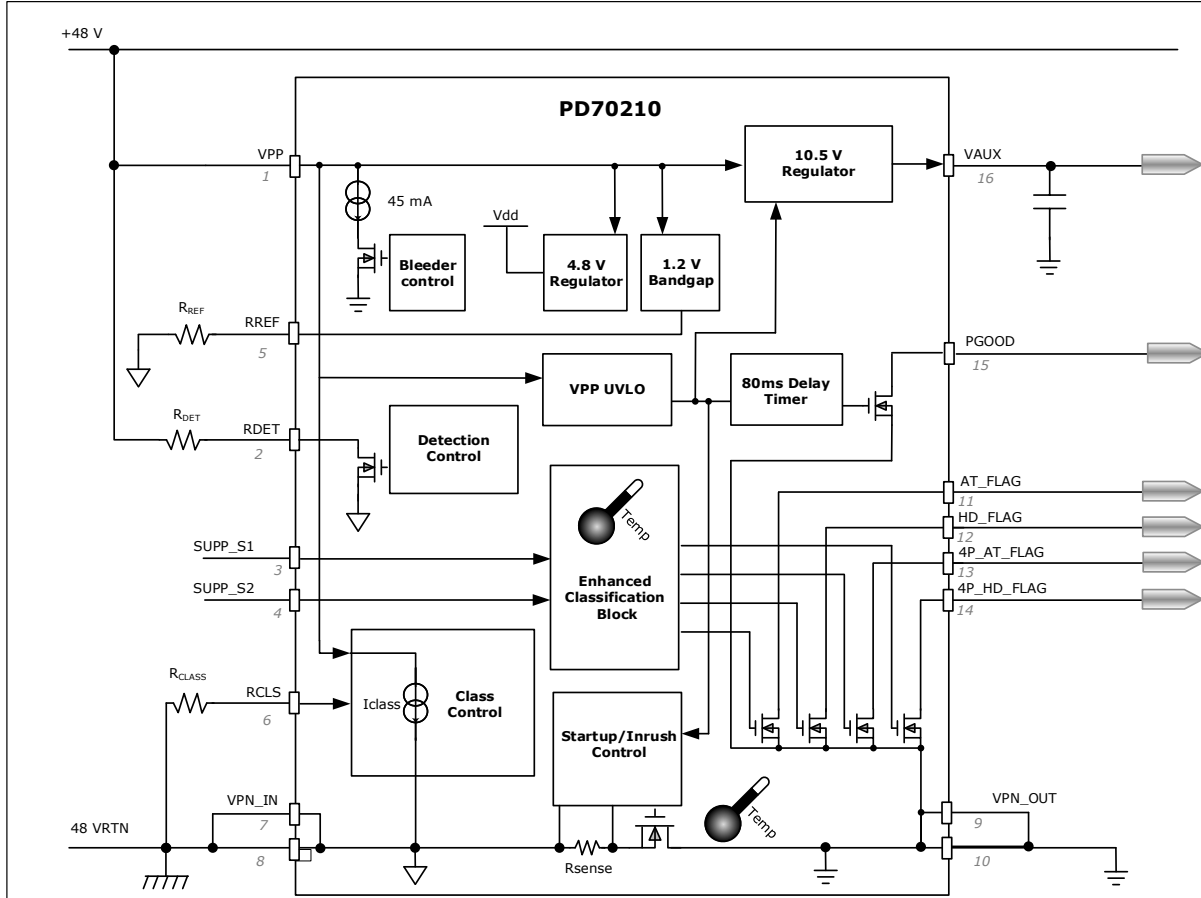 +48 V
PD70210
VPP
1
10.5 V
Regulator
VAUX
16
45 mA
Vdd
Bleeder
control
4.8 V
Regulator
1.2 V
Bandgap
RREF
RREF
5
PGOOD
15
VPP UVLO
80ms Delay
Timer
RDET
RDET
2
Detection
Control
AT_FLAG
11
HD_FLAG
12
4P_AT_FLAG
13
4P_HD_FLAG
14
Temp
SUPP_S1
3
SUPP_S2
4
Enhanced
Classification
Block
RCLASS
RCLS
6
Iclass
Class
Control
Startup/Inrush
Control
Temp
VPN_IN
7
48 VRTN
8
Rsense
VPN_OUT
9
10